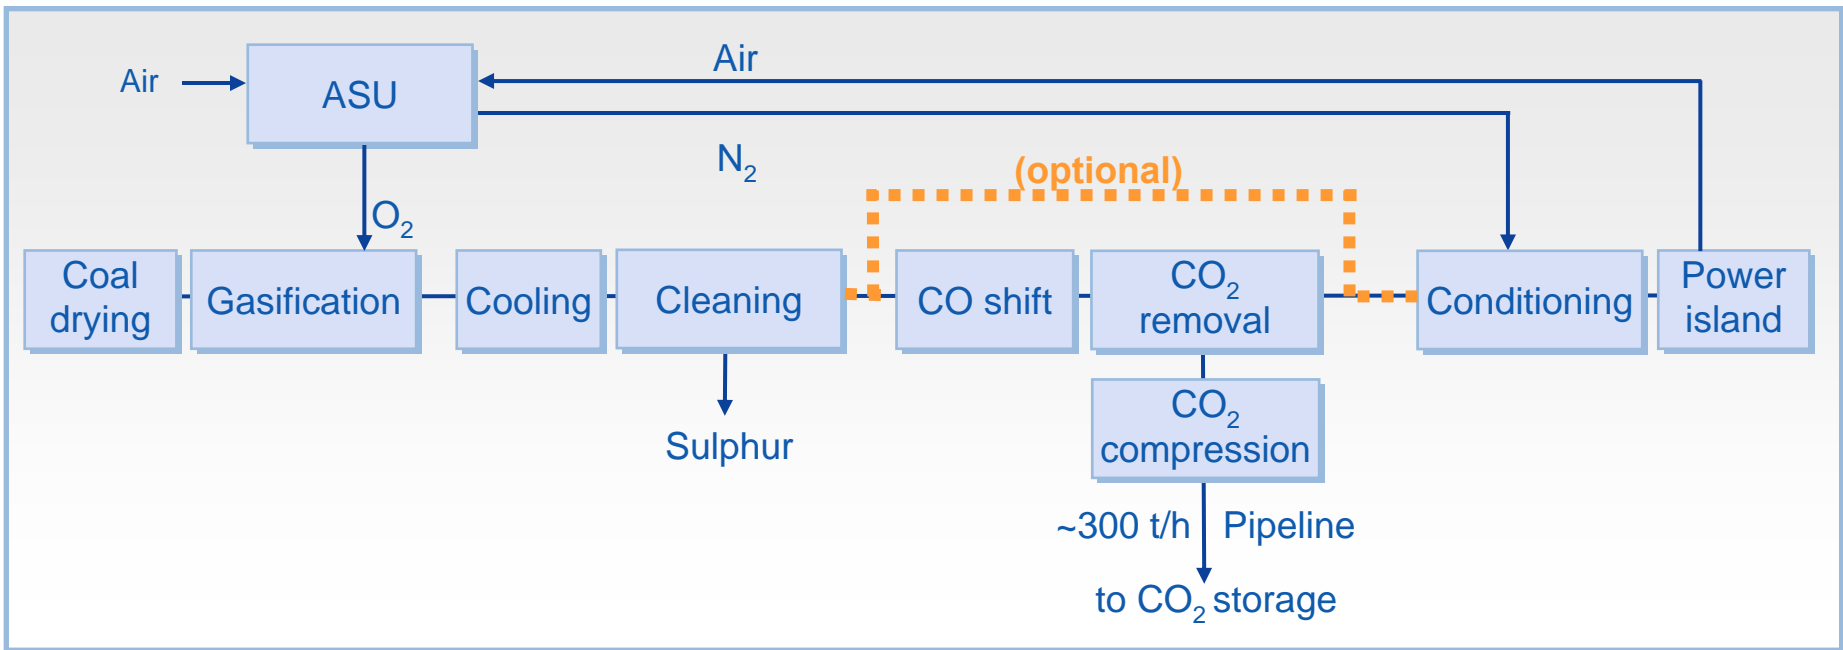 Air
ASU
Air
N2
(optional)
O2
Coal
drying
Gasification
Cooling
Cleaning
CO shift
CO2
removal
Conditioning
Power
island
Sulphur
CO2
compression
~300 t/h
Pipeline
to CO2 storage